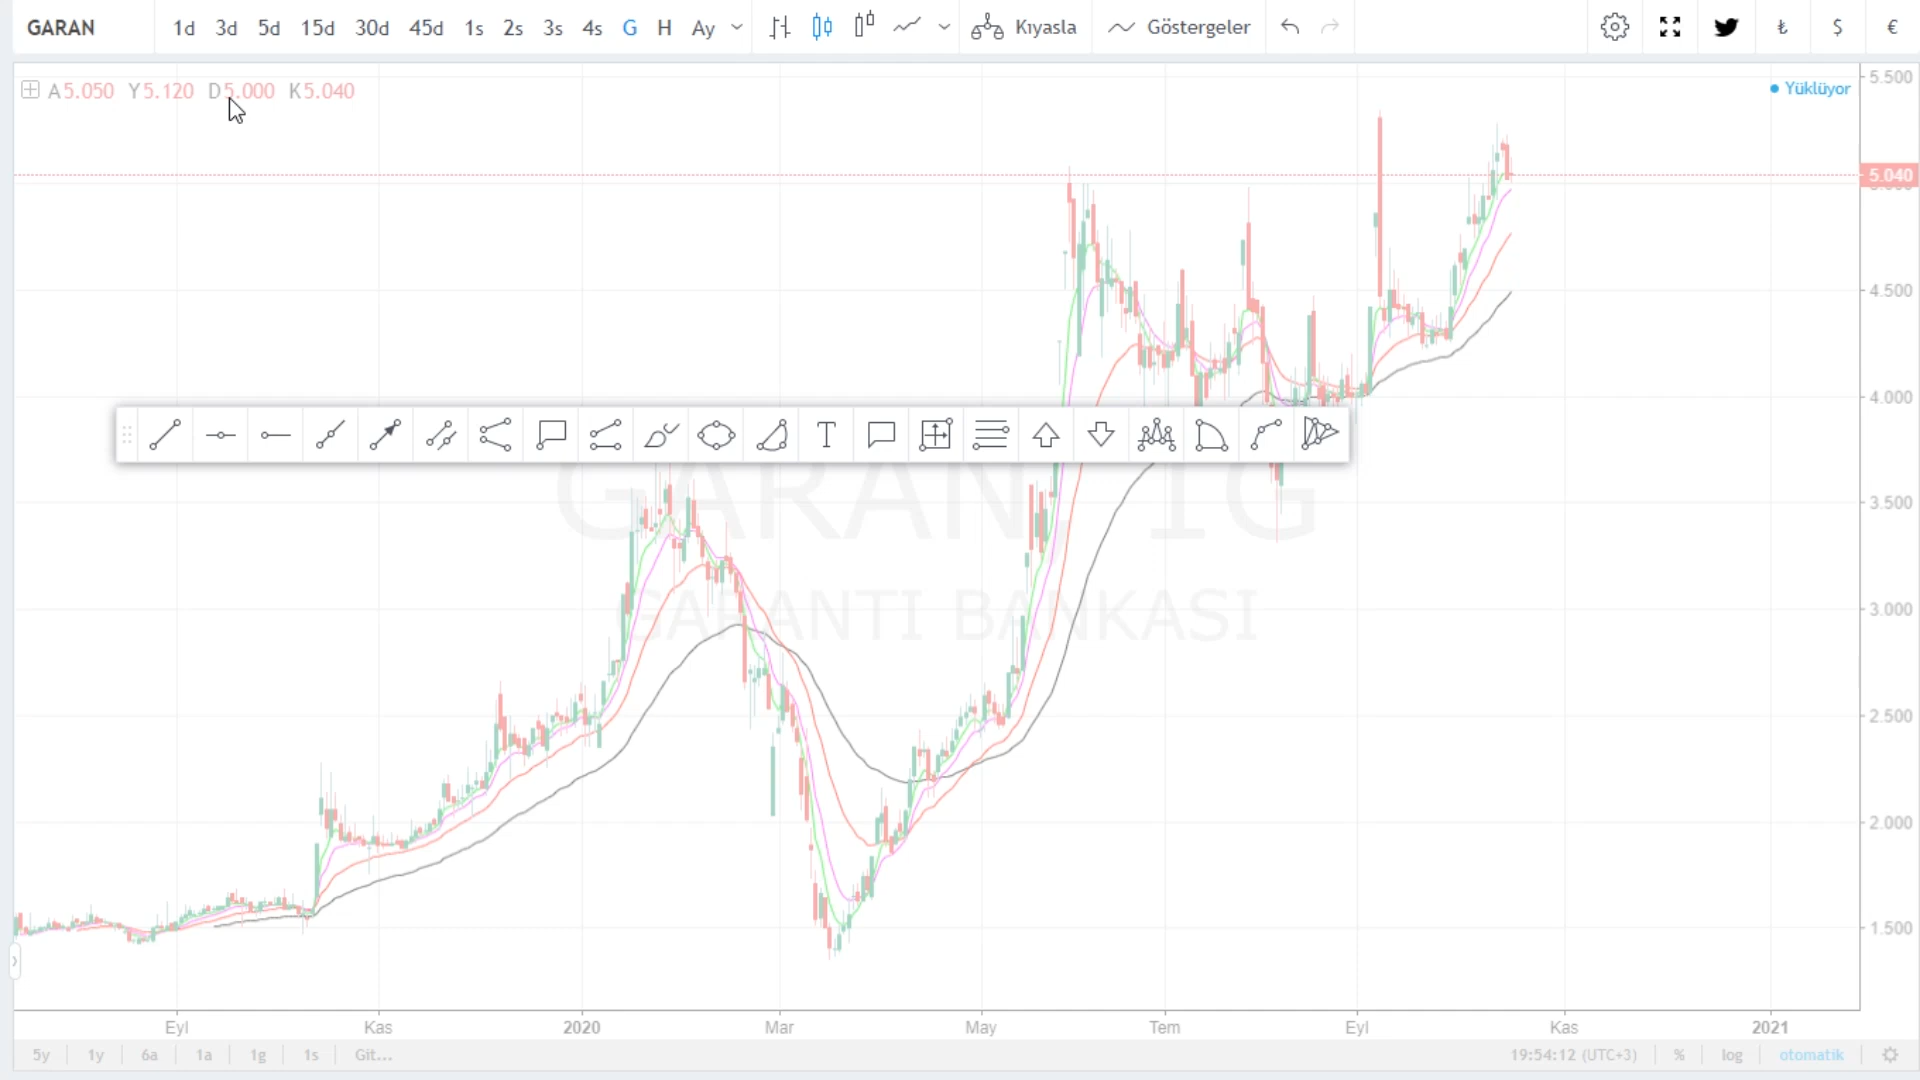 GARAN 1d 3d 5d 15d 30d 45d 1s 2s 3s 4s G H Ay Kıyasla Göstergeler ₺ $ €
A5.050 Y5.120 D5.000 K5.040
Yüklüyor
5.500
5.040
4.500
4.000
3.500
3.000
2.500
2.000
1.500
GARAN, 1G
GARANTI BANKASI
Eyl Kas 2020 Mar May Tem Eyl Kas 2021
5y 1y 6a 1a 1g 1s Git... 19:54:12 (UTC+3) % log otomatik